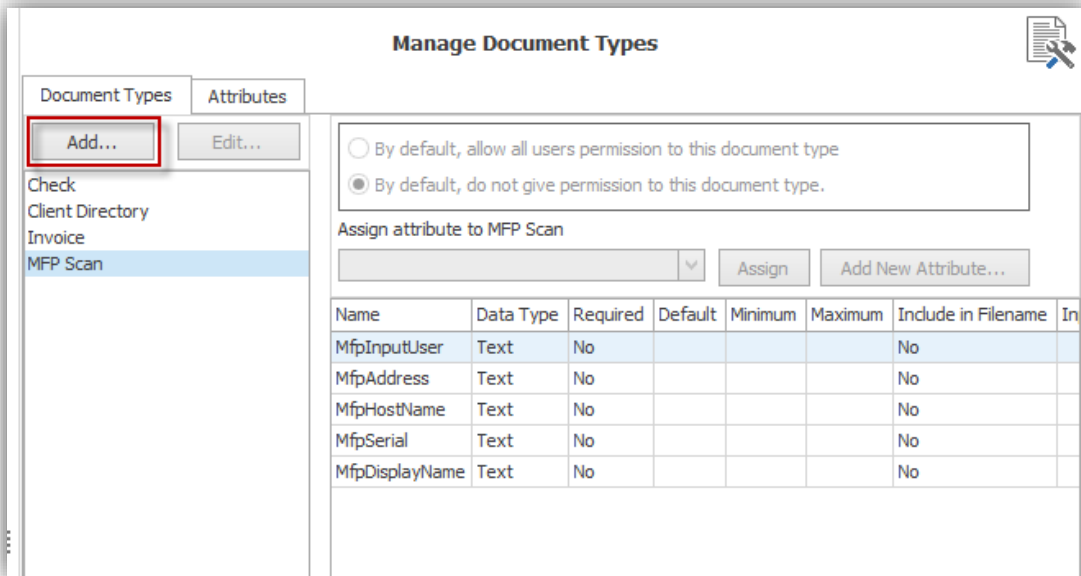 Manage Document Types
Document Types Attributes
Add... Edit...
Check
Client Directory
Invoice
MFP Scan
By default, allow all users permission to this document type
By default, do not give permission to this document type.
Assign attribute to MFP Scan
Assign Add New Attribute...
Name Data Type Required Default Minimum Maximum Include in Filename In
MfpInputUser Text No No
MfpAddress Text No No
MfpHostName Text No No
MfpSerial Text No No
MfpDisplayName Text No No